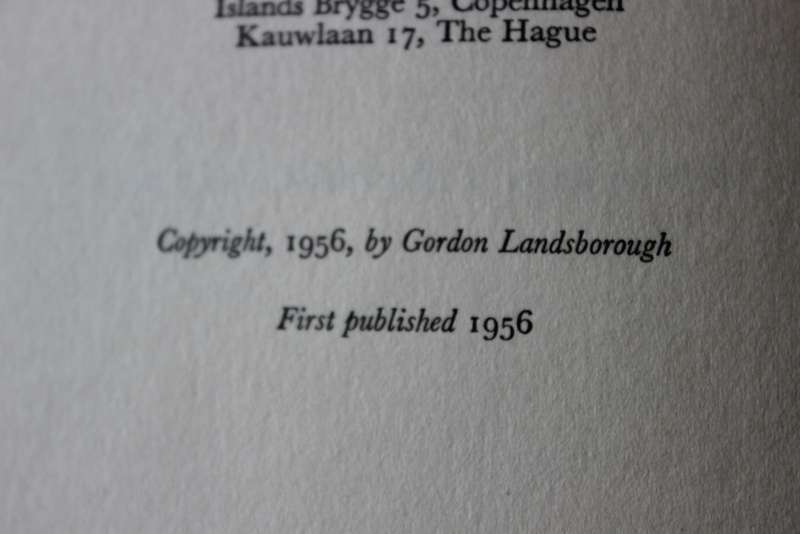 Islands Brygge 5, Copenhagen
Kauwlaan 17, The Hague
Copyright, 1956, by Gordon Landsborough
First published 1956